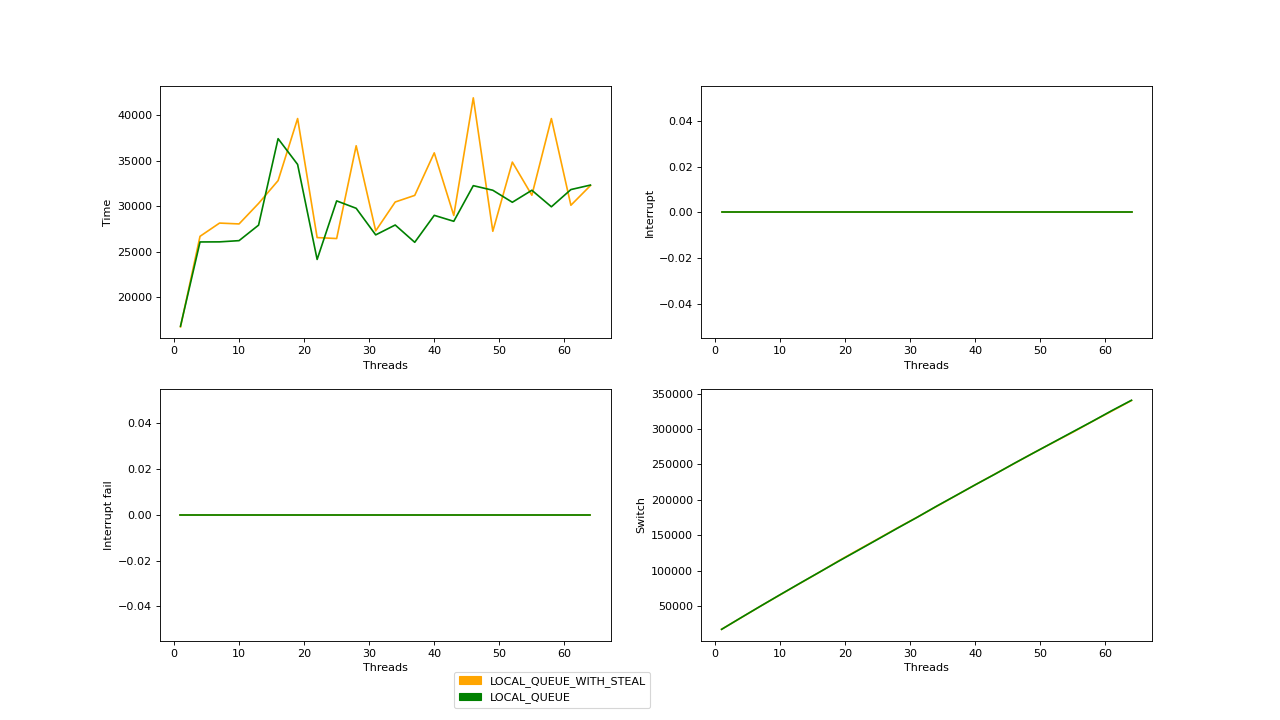 40000
35000
30000
25000
20000
Time
0 10 20 30 40 50 60
Threads
0.04
0.02
0.00
−0.02
−0.04
Interrupt
0 10 20 30 40 50 60
Threads
0.04
0.02
0.00
−0.02
−0.04
Interrupt fail
0 10 20 30 40 50 60
Threads
350000
300000
250000
200000
150000
100000
50000
Switch
0 10 20 30 40 50 60
Threads
LOCAL_QUEUE_WITH_STEAL
LOCAL_QUEUE